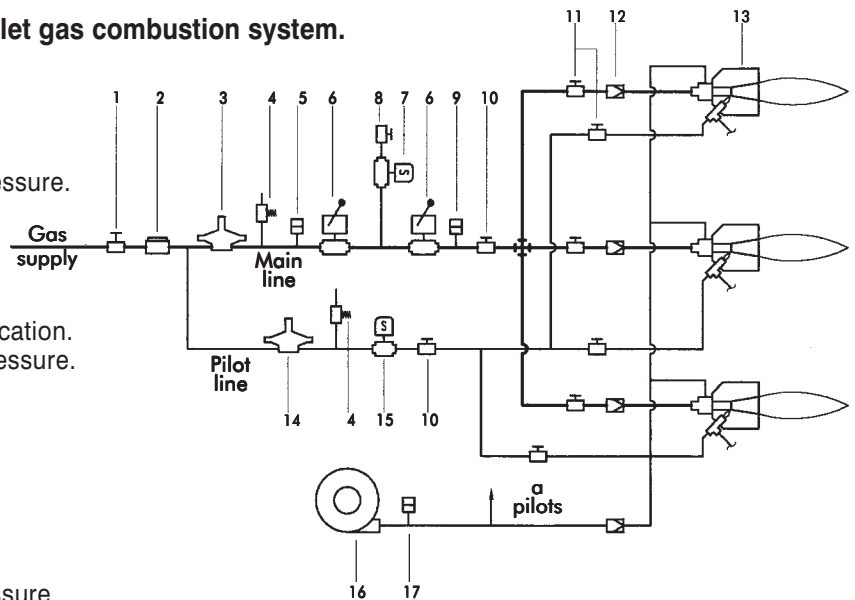 let gas combustion system.
11 12 13
1 2 3 4 5 6 8 7 6 9 10
essure.
S
Gas
supply
Main
line
cation.
essure.
S
Pilot
line
14 4 15 10
a
pilots
ssure
16 17